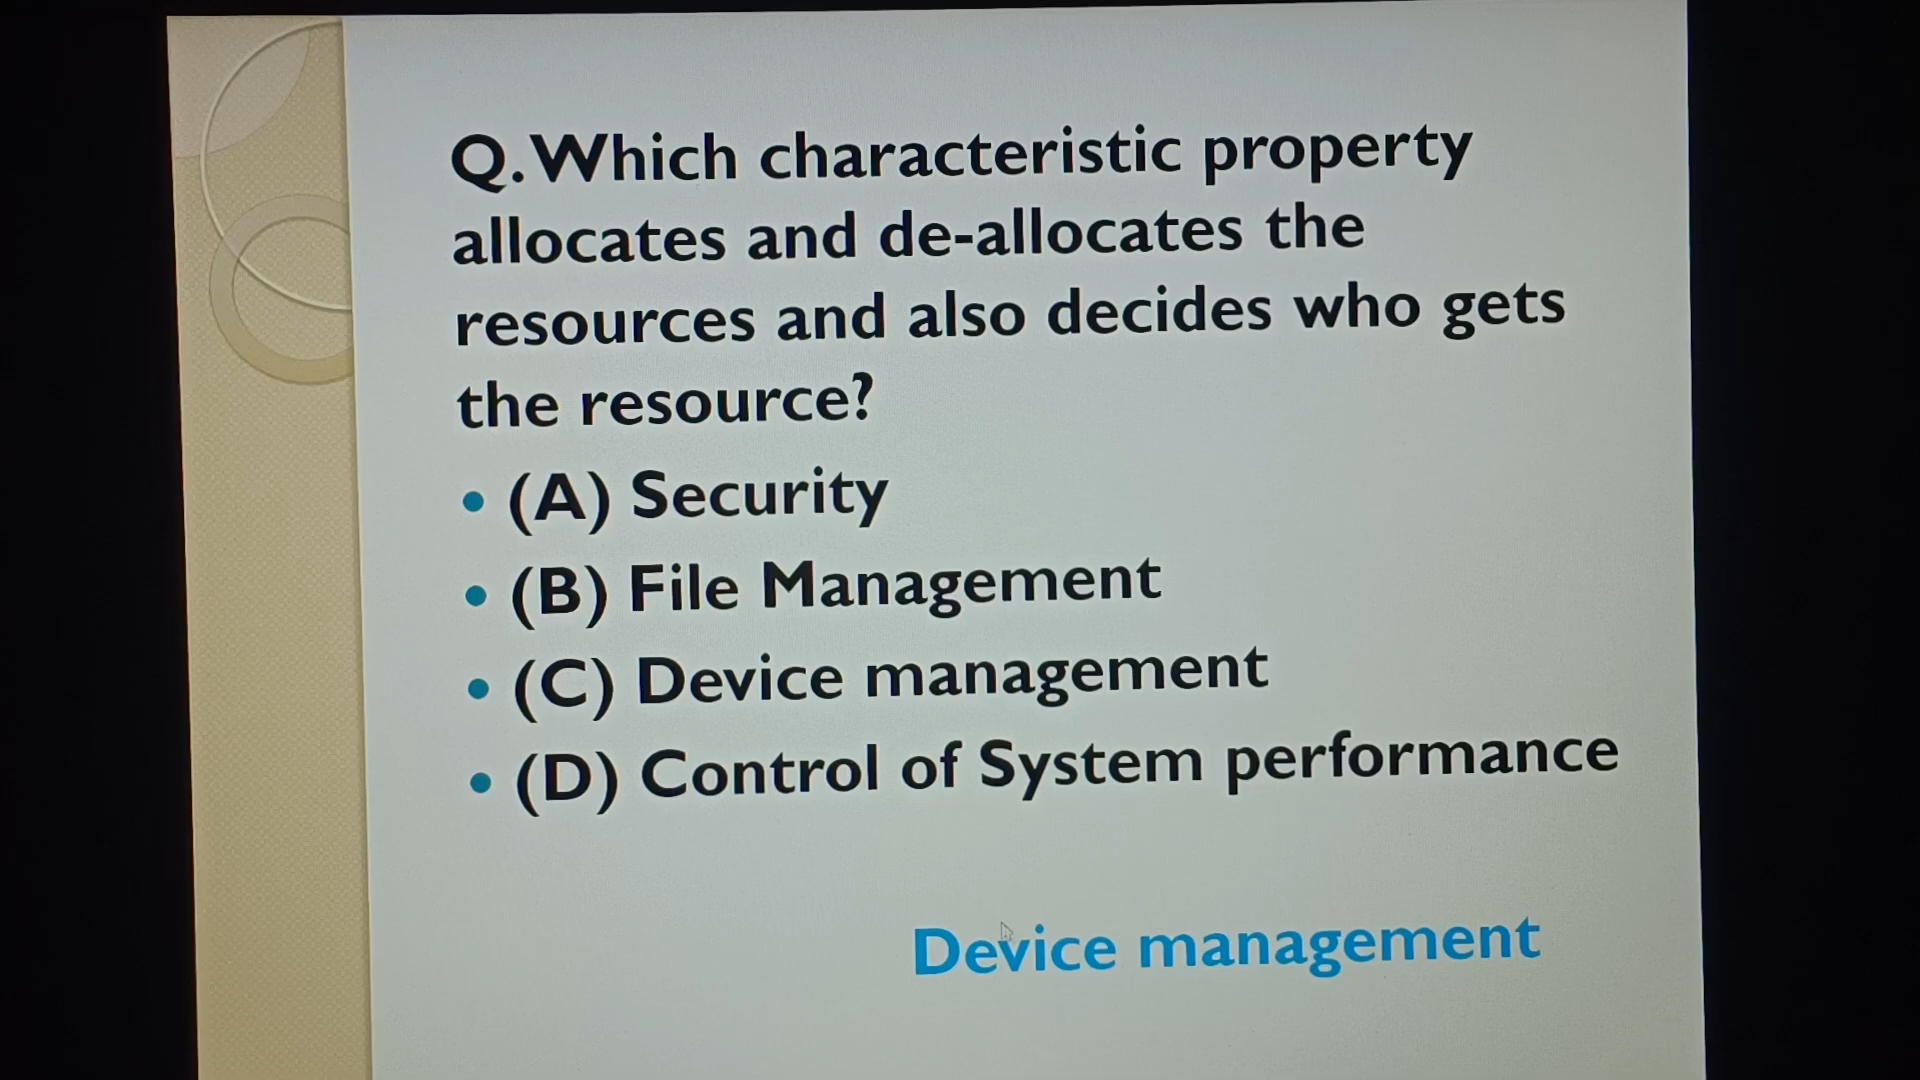 Q. Which characteristic property
allocates and de-allocates the
resources and also decides who gets
the resource?
• (A) Security
• (B) File Management
• (C) Device management
• (D) Control of System performance
Device management